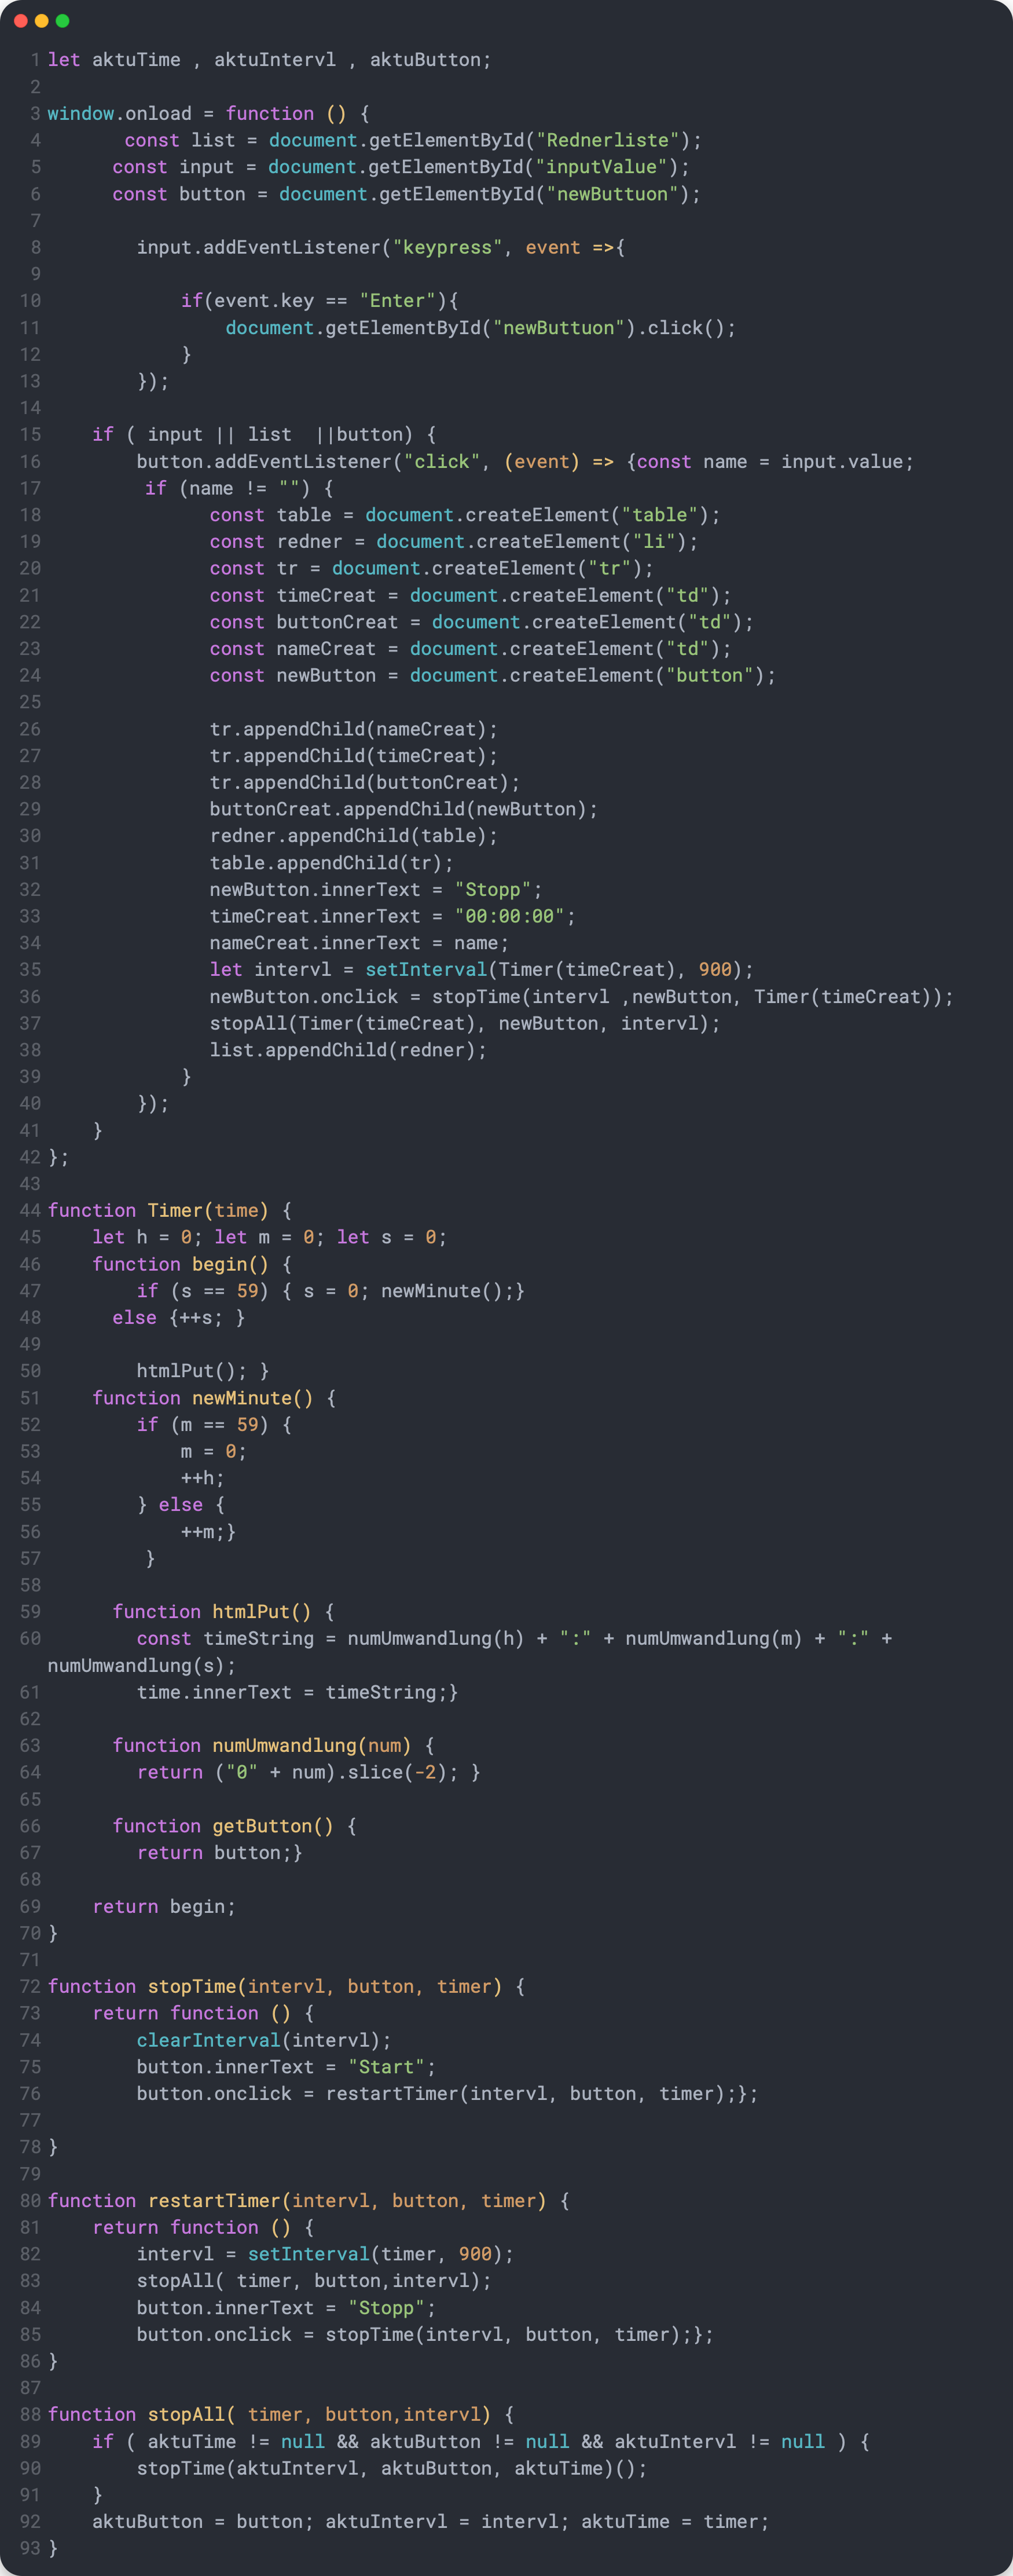 1 let aktuTime , aktuIntervl , aktuButton;
2
3 window.onload = function () {
4        const list = document.getElementById("Rednerliste");
5       const input = document.getElementById("inputValue");
6       const button = document.getElementById("newButtuon");
7
8         input.addEventListener("keypress", event =>{
9
10             if(event.key == "Enter"){
11                 document.getElementById("newButtuon").click();
12             }
13         });
14
15     if ( input || list  ||button) {
16         button.addEventListener("click", (event) => {const name = input.value;
17          if (name != "") {
18                const table = document.createElement("table");
19                const redner = document.createElement("li");
20                const tr = document.createElement("tr");
21                const timeCreat = document.createElement("td");
22                const buttonCreat = document.createElement("td");
23                const nameCreat = document.createElement("td");
24                const newButton = document.createElement("button");
25
26                tr.appendChild(nameCreat);
27                tr.appendChild(timeCreat);
28                tr.appendChild(buttonCreat);
29                buttonCreat.appendChild(newButton);
30                redner.appendChild(table);
31                table.appendChild(tr);
32                newButton.innerText = "Stopp";
33                timeCreat.innerText = "00:00:00";
34                nameCreat.innerText = name;
35                let intervl = setInterval(Timer(timeCreat), 900);
36                newButton.onclick = stopTime(intervl ,newButton, Timer(timeCreat));
37                stopAll(Timer(timeCreat), newButton, intervl);
38                list.appendChild(redner);
39             }
40         });
41     }
42 };
43
44 function Timer(time) {
45     let h = 0; let m = 0; let s = 0;
46     function begin() {
47         if (s == 59) { s = 0; newMinute();}
48       else {++s; }
49
50         htmlPut(); }
51     function newMinute() {
52         if (m == 59) {
53             m = 0;
54             ++h;
55         } else {
56             ++m;}
57          }
58
59       function htmlPut() {
60         const timeString = numUmwandlung(h) + ":" + numUmwandlung(m) + ":" +
numUmwandlung(s);
61         time.innerText = timeString;}
62
63       function numUmwandlung(num) {
64         return ("0" + num).slice(-2); }
65
66       function getButton() {
67         return button;}
68
69     return begin;
70 }
71
72 function stopTime(intervl, button, timer) {
73     return function () {
74         clearInterval(intervl);
75         button.innerText = "Start";
76         button.onclick = restartTimer(intervl, button, timer);};
77
78 }
79
80 function restartTimer(intervl, button, timer) {
81     return function () {
82         intervl = setInterval(timer, 900);
83         stopAll( timer, button,intervl);
84         button.innerText = "Stopp";
85         button.onclick = stopTime(intervl, button, timer);};
86 }
87
88 function stopAll( timer, button,intervl) {
89     if ( aktuTime != null && aktuButton != null && aktuIntervl != null ) {
90         stopTime(aktuIntervl, aktuButton, aktuTime)();
91     }
92     aktuButton = button; aktuIntervl = intervl; aktuTime = timer;
93 }